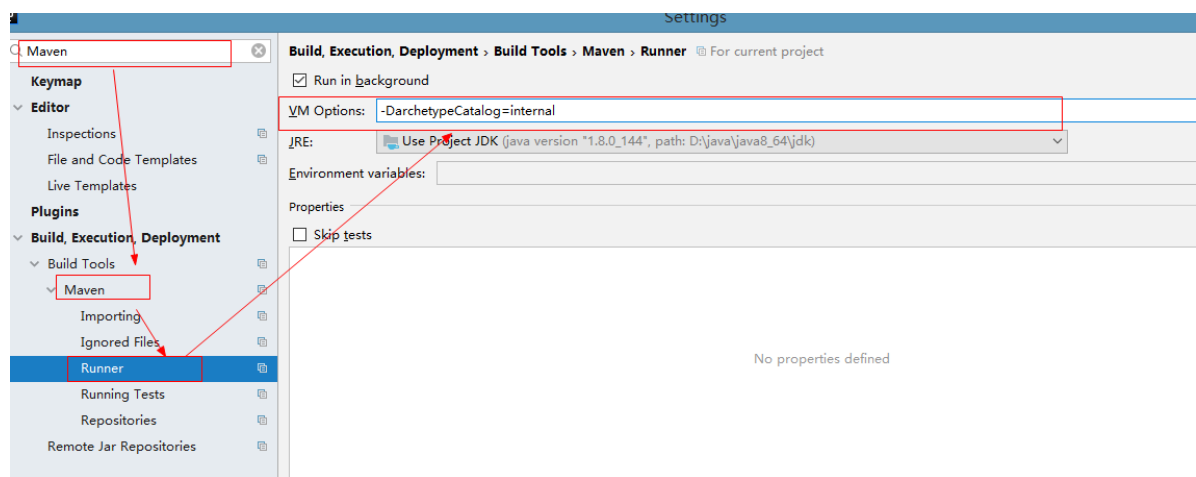 Settings
Maven
Keymap
Editor
Inspections
File and Code Templates
Live Templates
Plugins
Build, Execution, Deployment
Build Tools
Maven
Importing
Ignored Files
Runner
Running Tests
Repositories
Remote Jar Repositories
Build, Execution, Deployment › Build Tools › Maven › Runner For current project
Run in background
VM Options: -DarchetypeCatalog=internal
JRE: Use Project JDK (java version "1.8.0_144", path: D:\java\java8_64\jdk)
Environment variables:
Properties
Skip tests
No properties defined